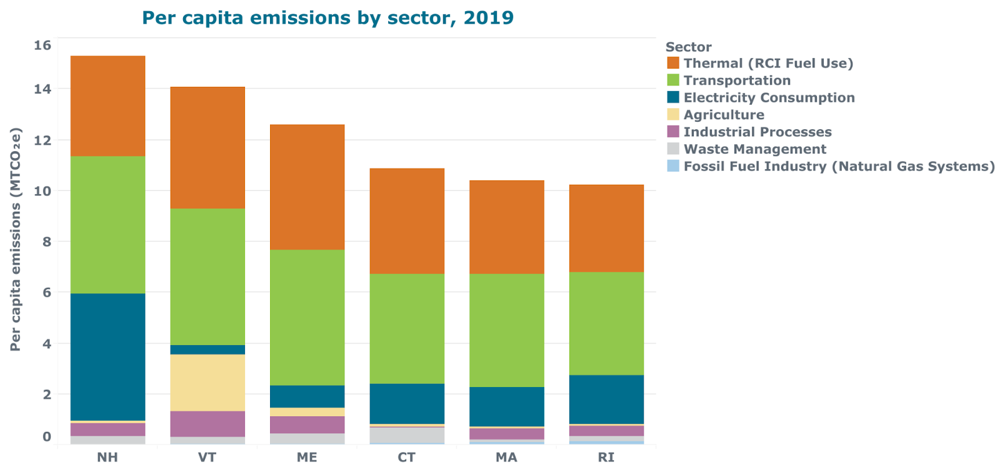 Per capita emissions by sector, 2019
Per capita emissions (MTCO₂e)
16
14
12
10
8
6
4
2
0
NH VT ME CT MA RI
Sector
Thermal (RCI Fuel Use)
Transportation
Electricity Consumption
Agriculture
Industrial Processes
Waste Management
Fossil Fuel Industry (Natural Gas Systems)